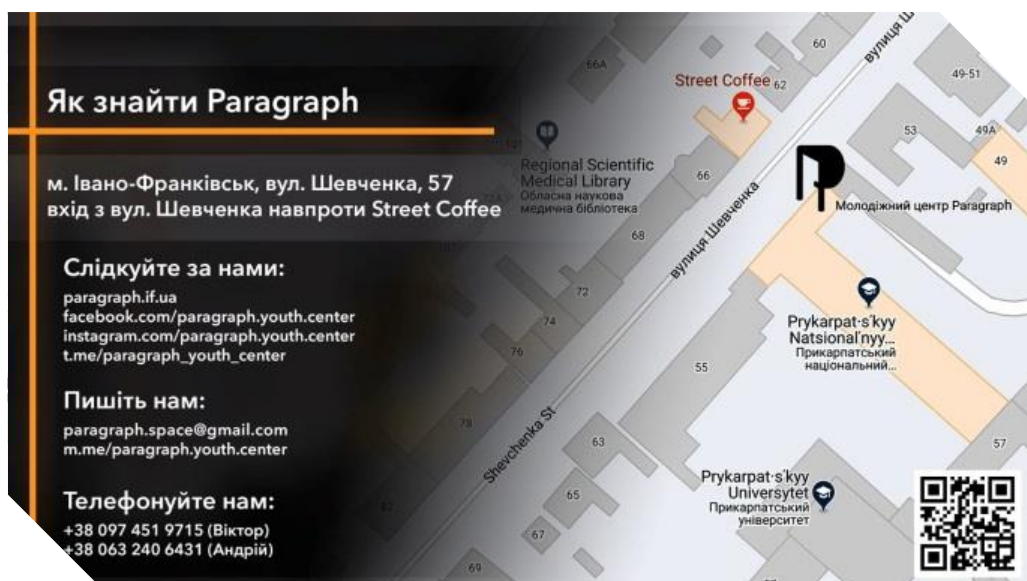 Як знайти Paragraph
м. Івано-Франківськ, вул. Шевченка, 57
вхід з вул. Шевченка навпроти Street Coffee
Слідкуйте за нами:
paragraph.if.ua
facebook.com/paragraph.youth.center
instagram.com/paragraph.youth.center
t.me/paragraph_youth_center
Пишіть нам:
paragraph.space@gmail.com
m.me/paragraph.youth.center
Телефонуйте нам:
+38 097 451 9715 (Віктор)
+38 063 240 6431 (Андрій)
66A
60
вулиця Ш
Street Coffee
62
49-51
53
49A
49
Regional Scientific
Medical Library
Обласна наукова
медична бібліотека
66
вулиця Шевченка
Молодіжний центр Paragraph
68
72
74
76
78
82
Prykarpat·s'kyy
Natsional'nyy...
Прикарпатський
національний...
55
57
Shevchenka St
63
65
67
69
Prykarpat·s'kyy
Universytet
Прикарпатський
університет